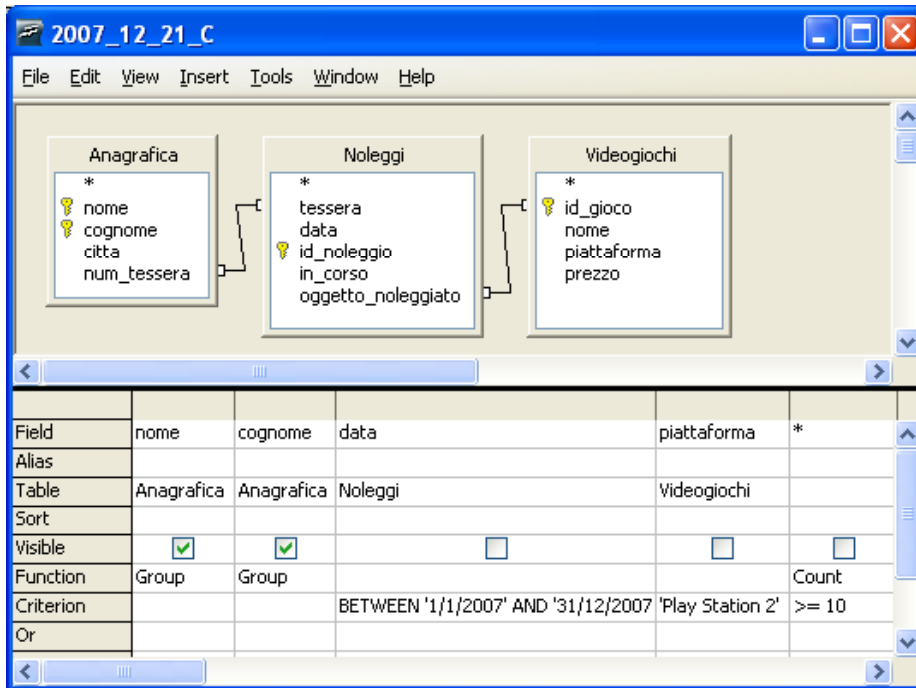 2007_12_21_C
File Edit View Insert Tools Window Help
Anagrafica Noleggi Videogiochi
* * *
nome tessera id_gioco
cognome data nome
citta id_noleggio piattaforma
num_tessera in_corso prezzo
oggetto_noleggiato
Field nome cognome data piattaforma *
Alias
Table Anagrafica Anagrafica Noleggi Videogiochi
Sort
Visible
Function Group Group Count
Criterion BETWEEN '1/1/2007' AND '31/12/2007 'Play Station 2' >= 10
Or